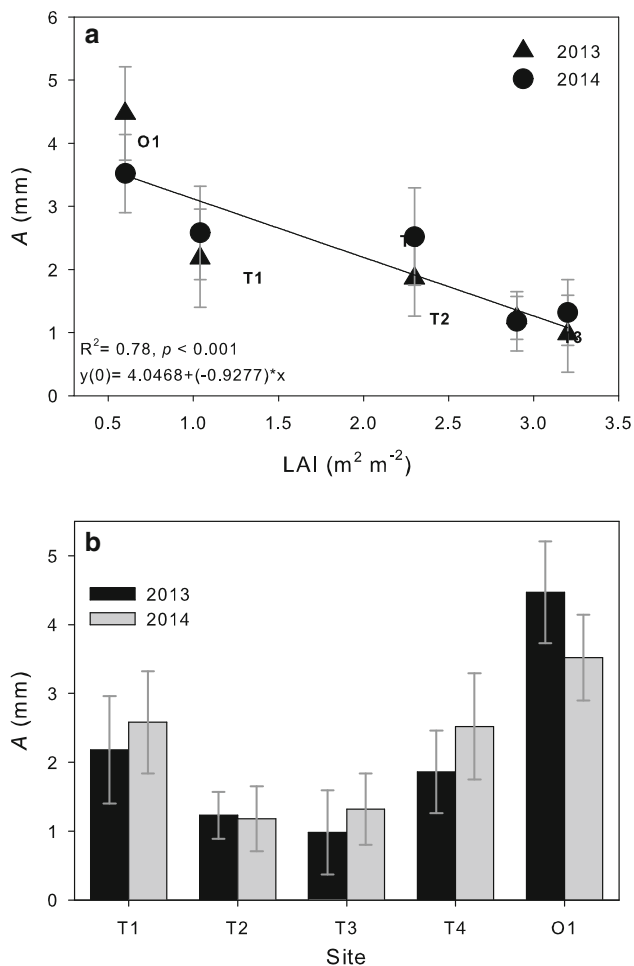 a
2013
2014
6
5
4
3
2
1
0
A (mm)
O1
T1
T2
R²= 0.78, p < 0.001
y(0)= 4.0468+(-0.9277)*x
0.5 1.0 1.5 2.0 2.5 3.0 3.5
LAI (m² m⁻²)
b
2013
2014
5
4
3
2
1
0
A (mm)
T1 T2 T3 T4 O1
Site